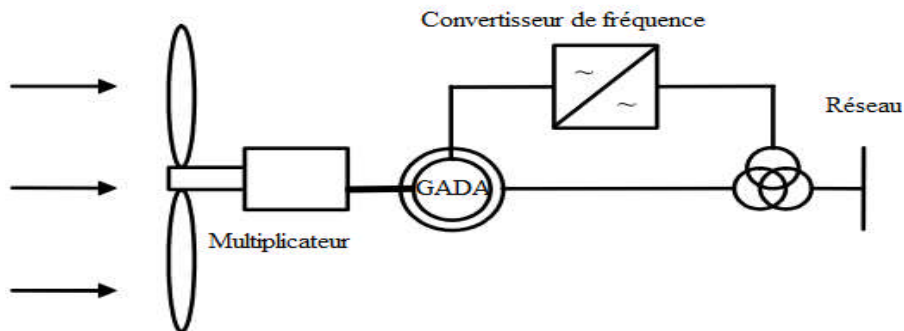 Convertisseur de fréquence
~
~
Réseau
GADA
Multiplicateur